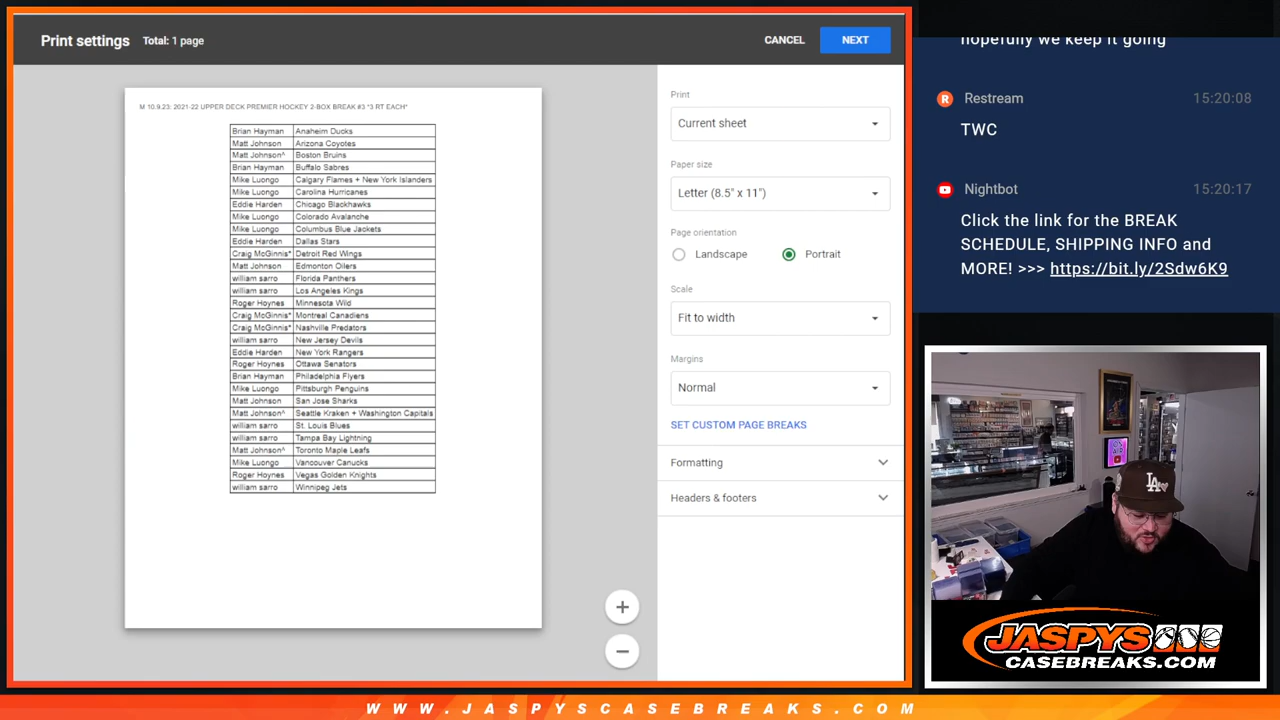 Print settings
Total: 1 page
CANCEL
NEXT
M 10.9.23: 2021-22 UPPER DECK PREMIER HOCKEY 2-BOX BREAK #3 "3 RT EACH"
Brian Hayman Anaheim Ducks
Matt Johnson Arizona Coyotes
Matt Johnson^ Boston Bruins
Brian Hayman Buffalo Sabres
Mike Luongo Calgary Flames + New York Islanders
Mike Luongo Carolina Hurricanes
Eddie Harden Chicago Blackhawks
Mike Luongo Colorado Avalanche
Mike Luongo Columbus Blue Jackets
Eddie Harden Dallas Stars
Craig McGinnis* Detroit Red Wings
Matt Johnson Edmonton Oilers
william sarro Florida Panthers
william sarro Los Angeles Kings
Roger Hoynes Minnesota Wild
Craig McGinnis* Montreal Canadiens
Craig McGinnis* Nashville Predators
william sarro New Jersey Devils
Eddie Harden New York Rangers
Roger Hoynes Ottawa Senators
Brian Hayman Philadelphia Flyers
Mike Luongo Pittsburgh Penguins
Matt Johnson San Jose Sharks
Matt Johnson^ Seattle Kraken + Washington Capitals
william sarro St. Louis Blues
william sarro Tampa Bay Lightning
Matt Johnson^ Toronto Maple Leafs
Mike Luongo Vancouver Canucks
Roger Hoynes Vegas Golden Knights
william sarro Winnipeg Jets
Print
Current sheet
Paper size
Letter (8.5" x 11")
Page orientation
Landscape
Portrait
Scale
Fit to width
Margins
Normal
SET CUSTOM PAGE BREAKS
Formatting
Headers & footers
hopefully we keep it going
Restream 15:20:08
TWC
Nightbot 15:20:17
Click the link for the BREAK
SCHEDULE, SHIPPING INFO and
MORE! >>> https://bit.ly/2Sdw6K9
LA
JASPYS
CASEBREAKS.COM
WWW.JASPYSCASEBREAKS.COM